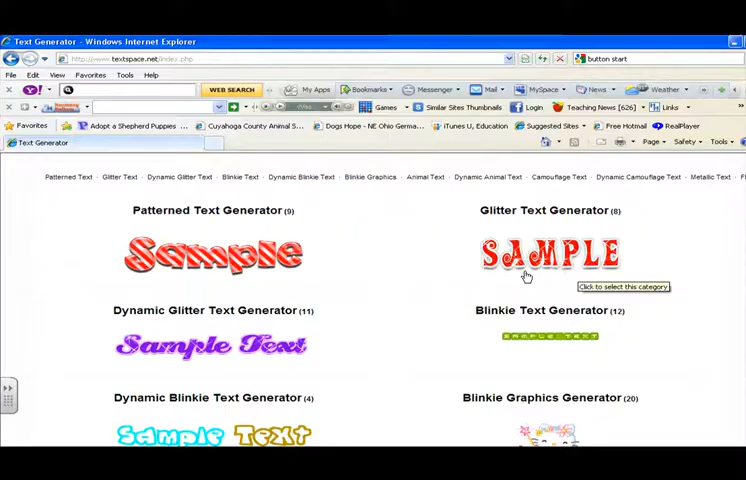 Text Generator - Windows Internet Explorer
http://www.textspace.net/index.php
button start
File Edit View Favorites Tools Help
Y! WEB SEARCH My Apps Bookmarks Messenger Mail MySpace News Weather
Games Similar Sites Thumbnails Login Teaching News [626] Links
Favorites Adopt a Shepherd Puppies ... Cuyahoga County Animal S... Dogs Hope - NE Ohio Germa... iTunes U, Education Suggested Sites Free Hotmail RealPlayer
Text Generator
Page Safety Tools
Patterned Text · Glitter Text · Dynamic Glitter Text · Blinkie Text · Dynamic Blinkie Text · Blinkie Graphics · Animal Text · Dynamic Animal Text · Camouflage Text · Dynamic Camouflage Text · Metallic Text ·
Patterned Text Generator (9)
Glitter Text Generator (8)
Sample
SAMPLE
Click to select this category
Dynamic Glitter Text Generator (11)
Blinkie Text Generator (12)
Sample Text
SAMPLE TEXT
Dynamic Blinkie Text Generator (4)
Blinkie Graphics Generator (20)
Sample Text